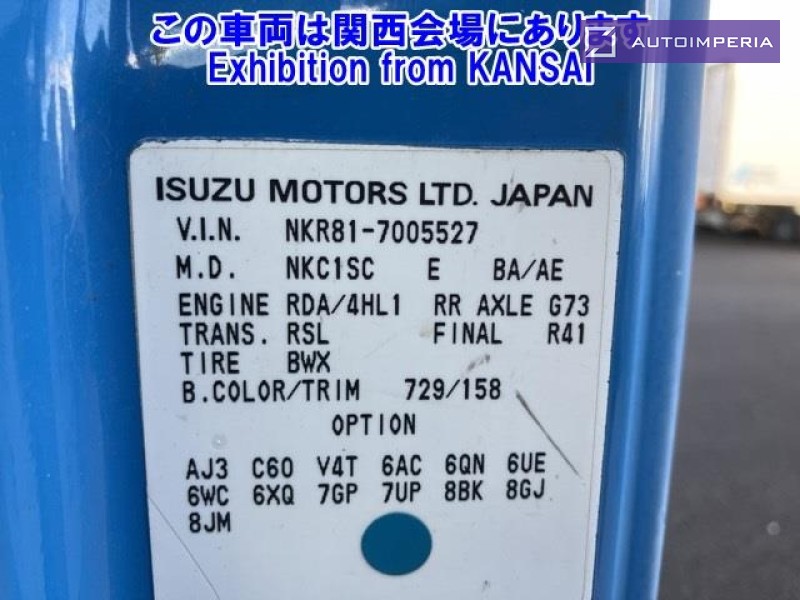 この車両は関西会場にあります
AUTOIMPERIA
Exhibition from KANSAI
ISUZU MOTORS LTD. JAPAN
V.I.N. NKR81-7005527
M.D. NKC1SC E BA/AE
ENGINE RDA/4HL1 RR AXLE G73
TRANS. RSL FINAL R41
TIRE BWX
B.COLOR/TRIM 729/158
OPTION
AJ3 C60 V4T 6AC 6QN 6UE
6WC 6XQ 7GP 7UP 8BK 8GJ
8JM